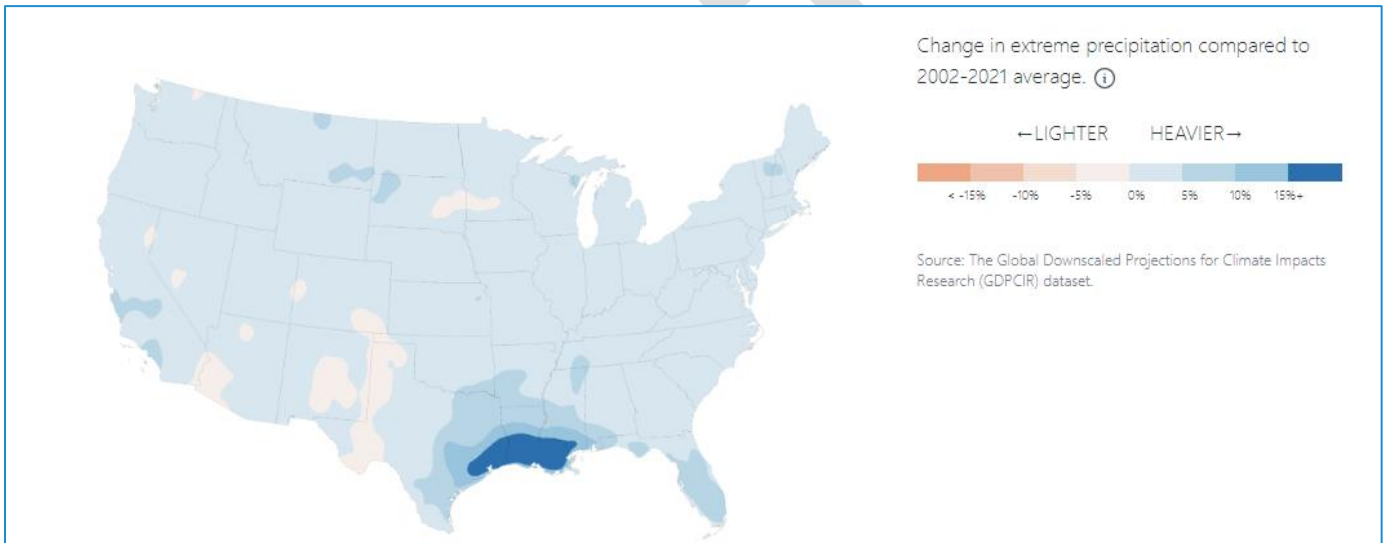 Change in extreme precipitation compared to
2002-2021 average. ⓘ
←LIGHTER HEAVIER→
< -15% -10% -5% 0% 5% 10% 15%+
Source: The Global Downscaled Projections for Climate Impacts
Research (GDPCIR) dataset.